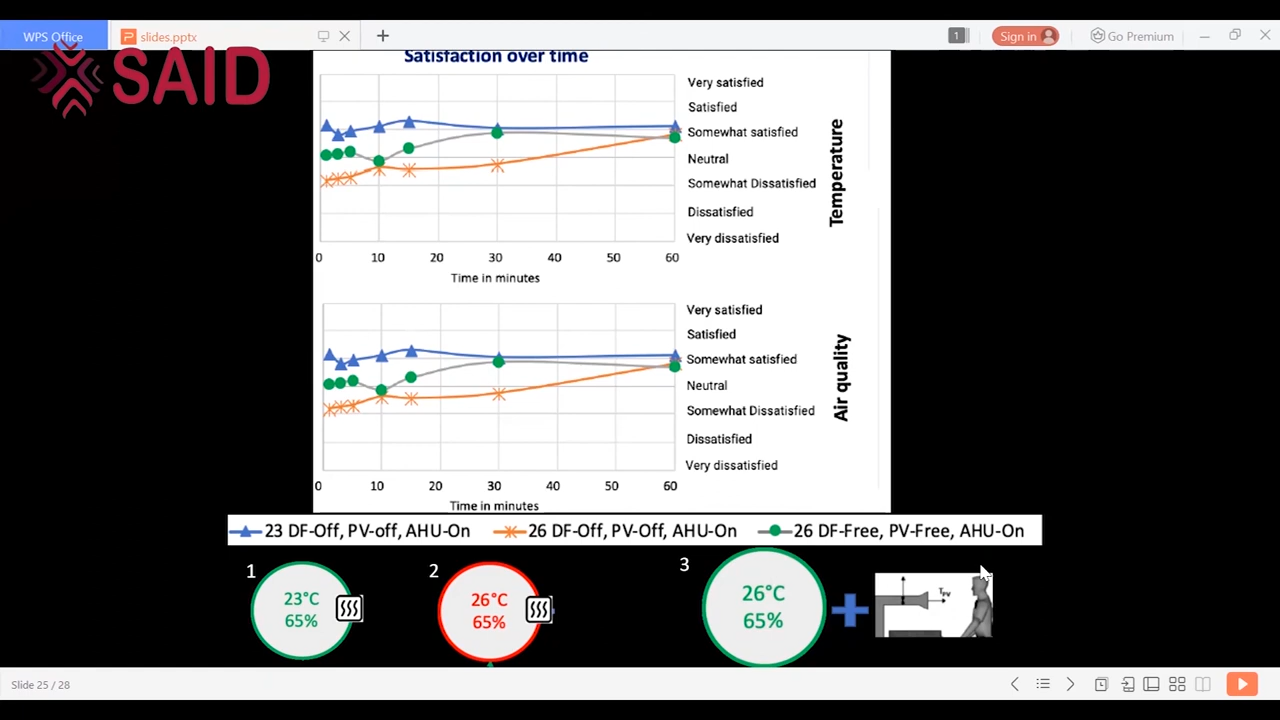 WPS Office
slides.pptx
1
Sign in
Go Premium
SAID
Satisfaction over time
Very satisfied
Satisfied
Somewhat satisfied
Neutral
Somewhat Dissatisfied
Dissatisfied
Very dissatisfied
Temperature
0 10 20 30 40 50 60
Time in minutes
Very satisfied
Satisfied
Somewhat satisfied
Neutral
Somewhat Dissatisfied
Dissatisfied
Very dissatisfied
Air quality
0 10 20 30 40 50 60
Time in minutes
23 DF-Off, PV-off, AHU-On 26 DF-Off, PV-Off, AHU-On 26 DF-Free, PV-Free, AHU-On
1
23°C
65%
2
26°C
65%
3
26°C
65%
TPV
Slide 25 / 28